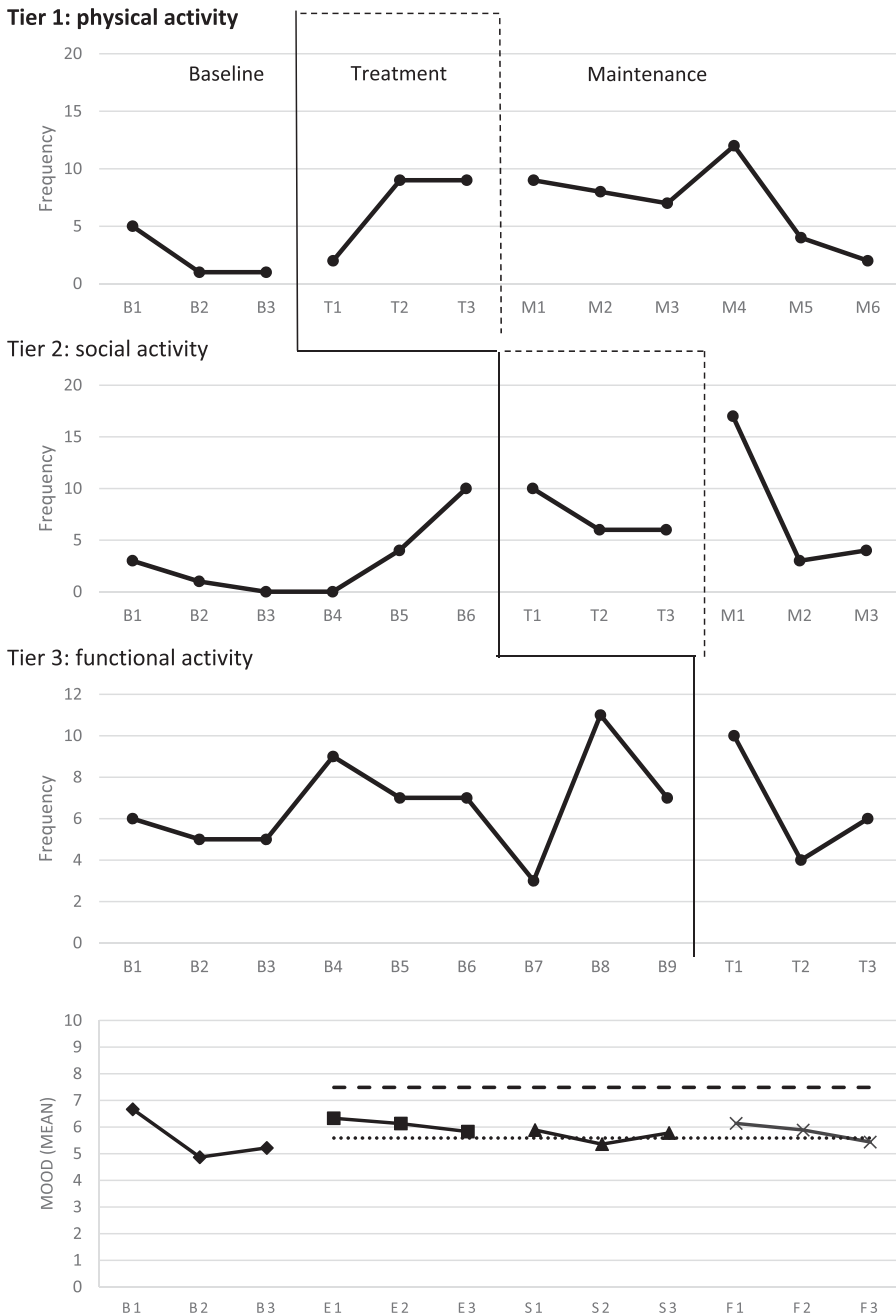 Tier 1: physical activity
Baseline Treatment Maintenance
Frequency
20
15
10
5
0
B1 B2 B3 T1 T2 T3 M1 M2 M3 M4 M5 M6
Tier 2: social activity
Frequency
20
15
10
5
0
B1 B2 B3 B4 B5 B6 T1 T2 T3 M1 M2 M3
Tier 3: functional activity
Frequency
12
10
8
6
4
2
0
B1 B2 B3 B4 B5 B6 B7 B8 B9 T1 T2 T3
MOOD (MEAN)
10
9
8
7
6
5
4
3
2
1
0
B1 B2 B3 E1 E2 E3 S1 S2 S3 F1 F2 F3